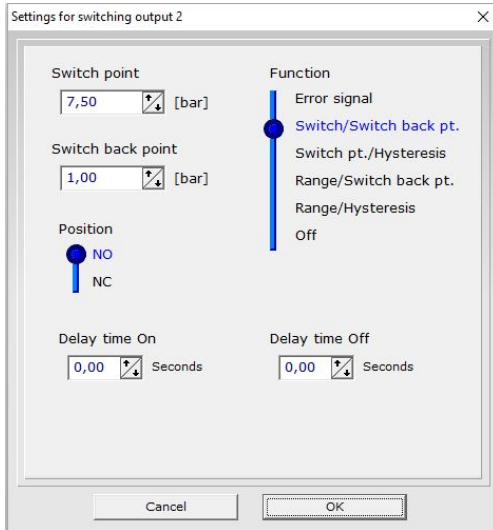 Settings for switching output 2
Switch point
7,50 [bar]
Switch back point
1,00 [bar]
Position
NO
NC
Function
Error signal
Switch/Switch back pt.
Switch pt./Hysteresis
Range/Switch back pt.
Range/Hysteresis
Off
Delay time On
0,00 Seconds
Delay time Off
0,00 Seconds
Cancel
OK